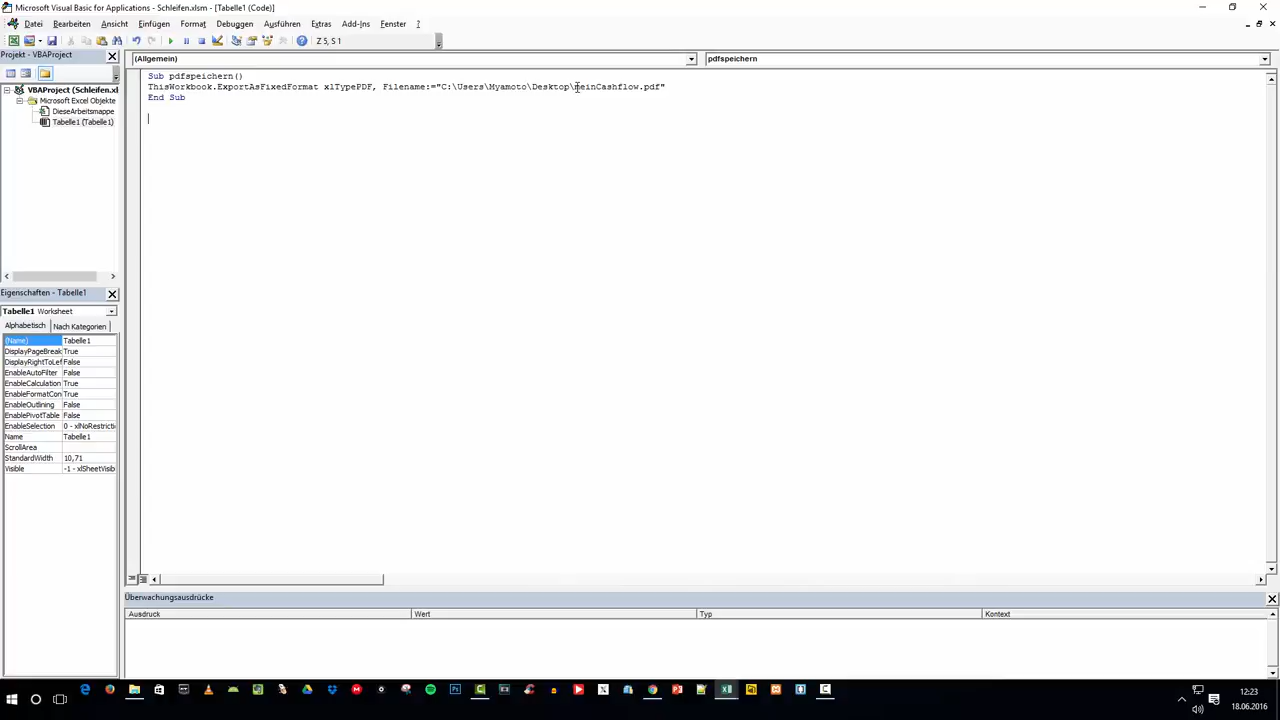 Microsoft Visual Basic for Applications - Schleifen.xlsm - [Tabelle1 (Code)]
Datei Bearbeiten Ansicht Einfügen Format Debuggen Ausführen Extras Add-Ins Fenster ?
Z 5, S 1
Projekt - VBAProject
(Allgemein)
pdfspeichern
VBAProject (Schleifen.xl
Microsoft Excel Objekte
DieseArbeitsmappe
Tabelle1 (Tabelle1)
Sub pdfspeichern()
ThisWorkbook.ExportAsFixedFormat xlTypePDF, Filename:="C:\Users\Myamoto\Desktop\meinCashflow.pdf"
End Sub
Eigenschaften - Tabelle1
Tabelle1 Worksheet
Alphabetisch Nach Kategorien
(Name) Tabelle1
DisplayPageBreak True
DisplayRightToLef False
EnableAutoFilter False
EnableCalculation True
EnableFormatCon True
EnableOutlining False
EnablePivotTable False
EnableSelection 0 - xlNoRestricti
Name Tabelle1
ScrollArea
StandardWidth 10,71
Visible -1 - xlSheetVisib
Überwachungsausdrücke
Ausdruck Wert Typ Kontext
12:23
18.06.2016